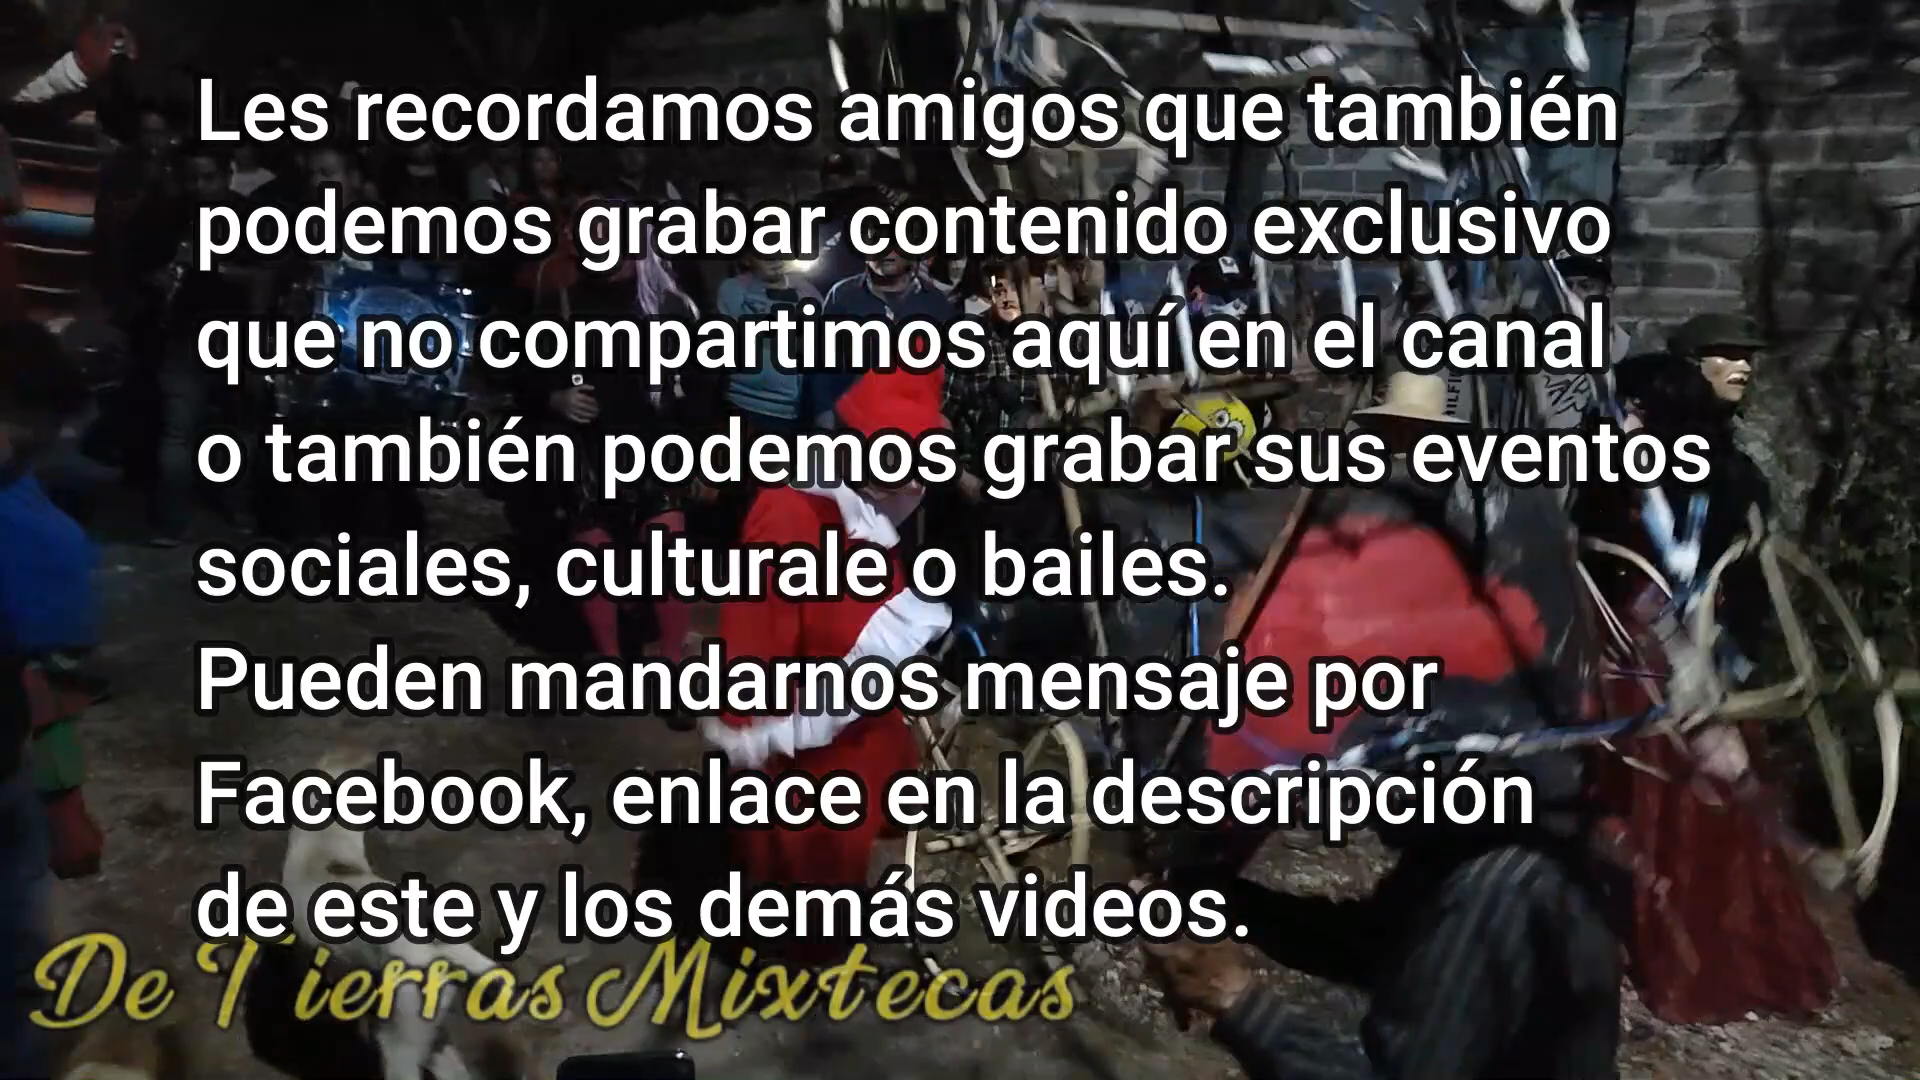 Les recordamos amigos que también
podemos grabar contenido exclusivo
que no compartimos aquí en el canal
o también podemos grabar sus eventos
sociales, culturale o bailes.
Pueden mandarnos mensaje por
Facebook, enlace en la descripción
de este y los demás videos.
De Tierras Mixtecas